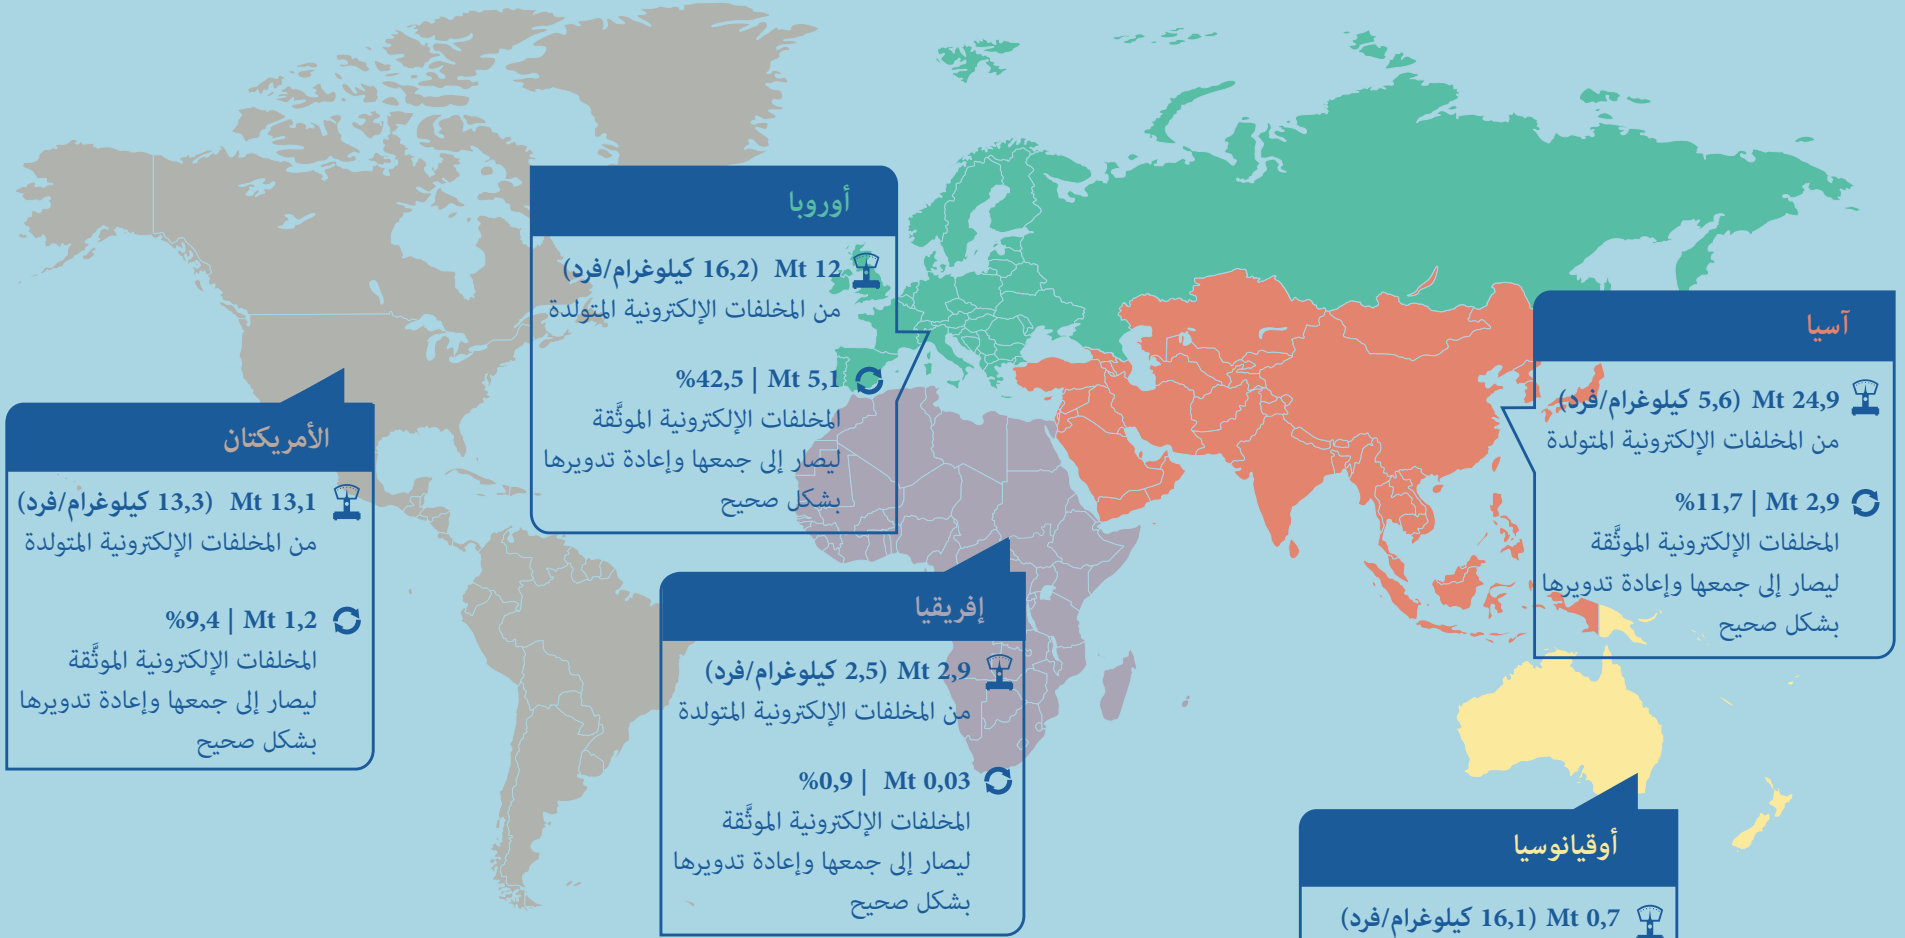 أوروبا
12 Mt (16,2 كيلوغرام/فرد)
من المخلفات الإلكترونية المتولدة
5,1 Mt | %42,5
المخلفات الإلكترونية الموثَّقة
ليصار إلى جمعها وإعادة تدويرها
بشكل صحيح
آسيا
24,9 Mt (5,6 كيلوغرام/فرد)
من المخلفات الإلكترونية المتولدة
2,9 Mt | %11,7
المخلفات الإلكترونية الموثَّقة
ليصار إلى جمعها وإعادة تدويرها
بشكل صحيح
الأمريكتان
13,1 Mt (13,3 كيلوغرام/فرد)
من المخلفات الإلكترونية المتولدة
1,2 Mt | %9,4
المخلفات الإلكترونية الموثَّقة
ليصار إلى جمعها وإعادة تدويرها
بشكل صحيح
إفريقيا
2,9 Mt (2,5 كيلوغرام/فرد)
من المخلفات الإلكترونية المتولدة
0,03 Mt | %0,9
المخلفات الإلكترونية الموثَّقة
ليصار إلى جمعها وإعادة تدويرها
بشكل صحيح
أوقيانوسيا
0,7 Mt (16,1 كيلوغرام/فرد)